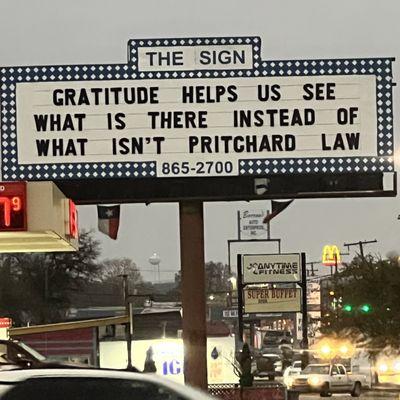 THE SIGN
GRATITUDE HELPS US SEE
WHAT IS THERE INSTEAD OF
WHAT ISN'T PRITCHARD LAW
865-2700
ANYTIME
FITNESS
SUPER BUFFET